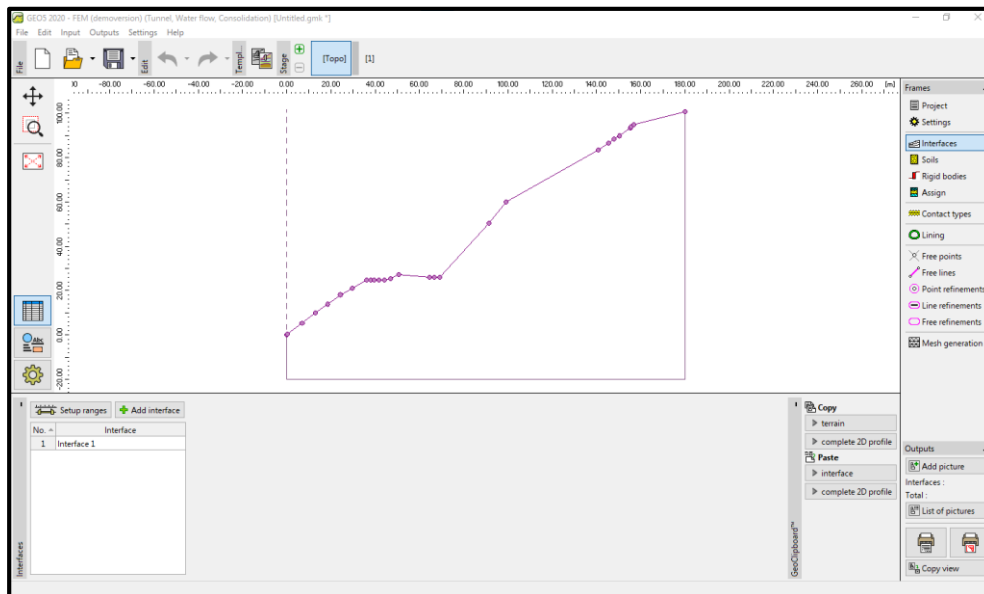 GEO5 2020 - FEM (demoversion) (Tunnel, Water flow, Consolidation) [Untitled.gmk *]
File Edit Input Outputs Settings Help
File
Edit
Templ...
Stage
[Topo]
[1]
-80.00 -60.00 -40.00 -20.00 0.00 20.00 40.00 60.00 80.00 100.00 120.00 140.00 160.00 180.00 200.00 220.00 240.00 260.00 [m]
100.00
80.00
60.00
40.00
20.00
0.00
-20.00
Abc
Frames
Project
Settings
Interfaces
Soils
Rigid bodies
Assign
Contact types
Lining
Free points
Free lines
Point refinements
Line refinements
Free refinements
Mesh generation
Interfaces
Setup ranges
Add interface
No. Interface
1 Interface 1
GeoClipboard™
Copy
terrain
complete 2D profile
Paste
interface
complete 2D profile
Outputs
Add picture
Interfaces :
Total :
List of pictures
Copy view